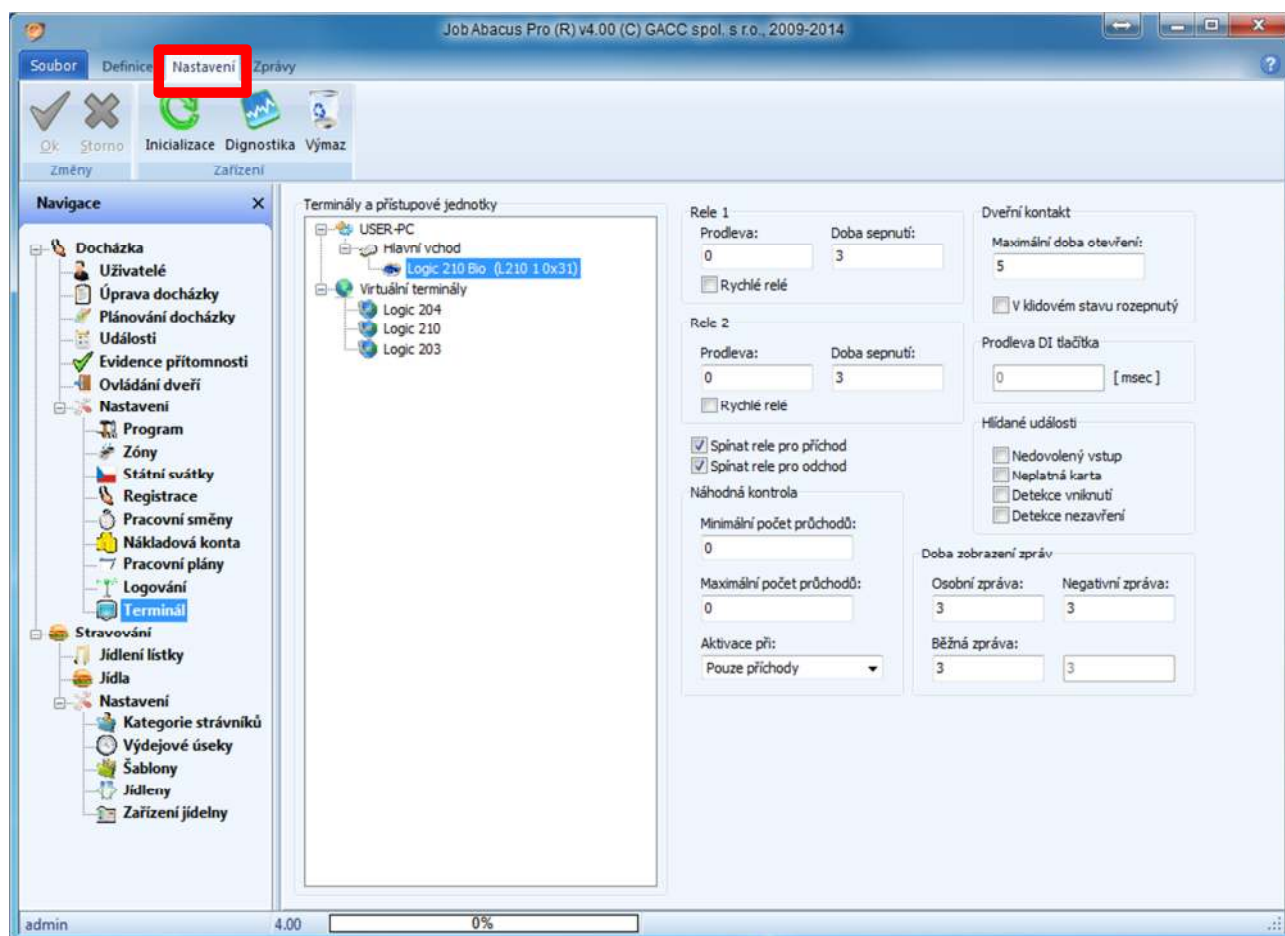 Job Abacus Pro (R) v4.00 (C) GACC spol. s r.o., 2009-2014
Soubor Definice Nastavení Zprávy
Ok Storno Inicializace Dignostika Výmaz
Změny Zařízení
Navigace
Docházka
Uživatelé
Úprava docházky
Plánování docházky
Události
Evidence přítomnosti
Ovládání dveří
Nastavení
Program
Zóny
Státní svátky
Registrace
Pracovní směny
Nákladová konta
Pracovní plány
Logování
Terminál
Stravování
Jídlení lístky
Jídla
Nastavení
Kategorie strávníků
Výdejové úseky
Šablony
Jídleny
Zařízení jídelny
Terminály a přístupové jednotky
USER-PC
Hlavní vchod
Logic 210 Bio (L210 1 0x31)
Virtuální terminály
Logic 204
Logic 210
Logic 203
Rele 1
Prodleva: Doba sepnutí:
0 3
Rychlé relé
Rele 2
Prodleva: Doba sepnutí:
0 3
Rychlé relé
Spínat rele pro příchod
Spínat rele pro odchod
Náhodná kontrola
Minimální počet průchodů:
0
Maximální počet průchodů:
0
Aktivace při:
Pouze příchody
Dveřní kontakt
Maximální doba otevření:
5
V klidovém stavu rozepnutý
Prodleva DI tlačítka
0 [ msec ]
Hlídané události
Nedovolený vstup
Neplatná karta
Detekce vniknutí
Detekce nezavření
Doba zobrazení zpráv
Osobní zpráva: Negativní zpráva:
3 3
Běžná zpráva:
3 3
admin 4.00 0%